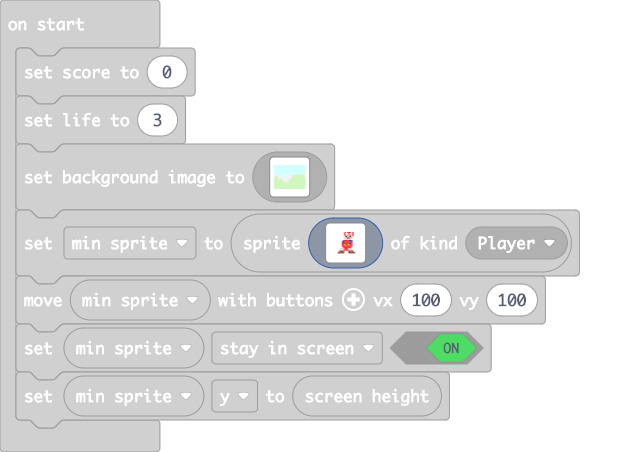 on start
set score to 0
set life to 3
set background image to
set min sprite to sprite of kind Player
move min sprite with buttons vx 100 vy 100
set min sprite stay in screen ON
set min sprite y to screen height